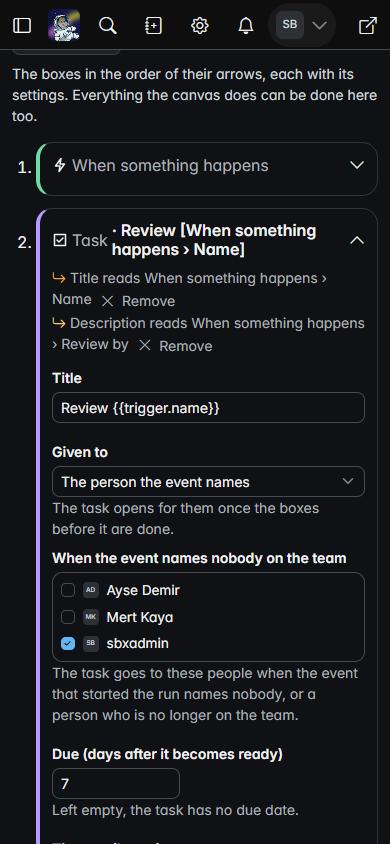 SB
The boxes in the order of their arrows, each with its
settings. Everything the canvas does can be done here
too.
1. When something happens
2. Task · Review [When something
happens › Name]
↳ Title reads When something happens ›
Name × Remove
↳ Description reads When something happens
› Review by × Remove
Title
Review {{trigger.name}}
Given to
The person the event names
The task opens for them once the boxes
before it are done.
When the event names nobody on the team
AD Ayse Demir
MK Mert Kaya
SB sbxadmin
The task goes to these people when the event
that started the run names nobody, or a
person who is no longer on the team.
Due (days after it becomes ready)
7
Left empty, the task has no due date.